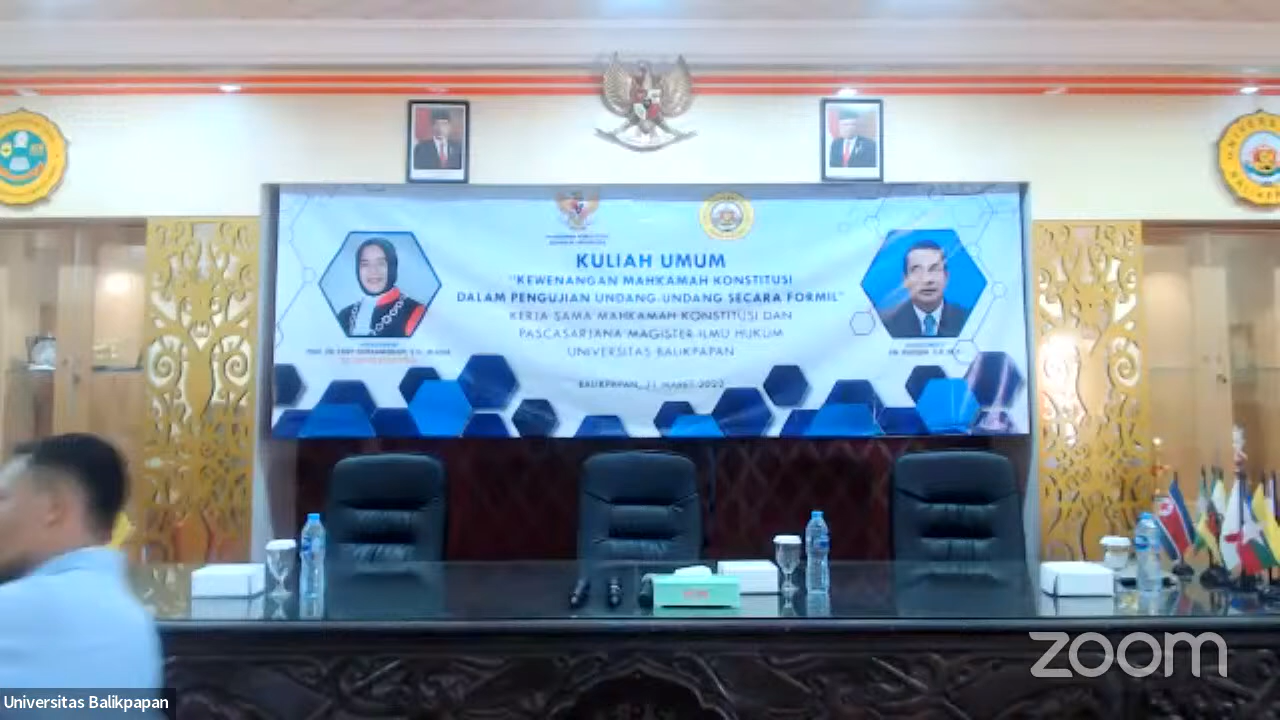 KULIAH UMUM
"KEWENANGAN MAHKAMAH KONSTITUSI
DALAM PENGUJIAN UNDANG-UNDANG SECARA FORMIL"
KERJA SAMA MAHKAMAH KONSTITUSI DAN
PASCASARJANA MAGISTER ILMU HUKUM
UNIVERSITAS BALIKPAPAN
BALIKPAPAN, MARET
zoom
Universitas Balikpapan